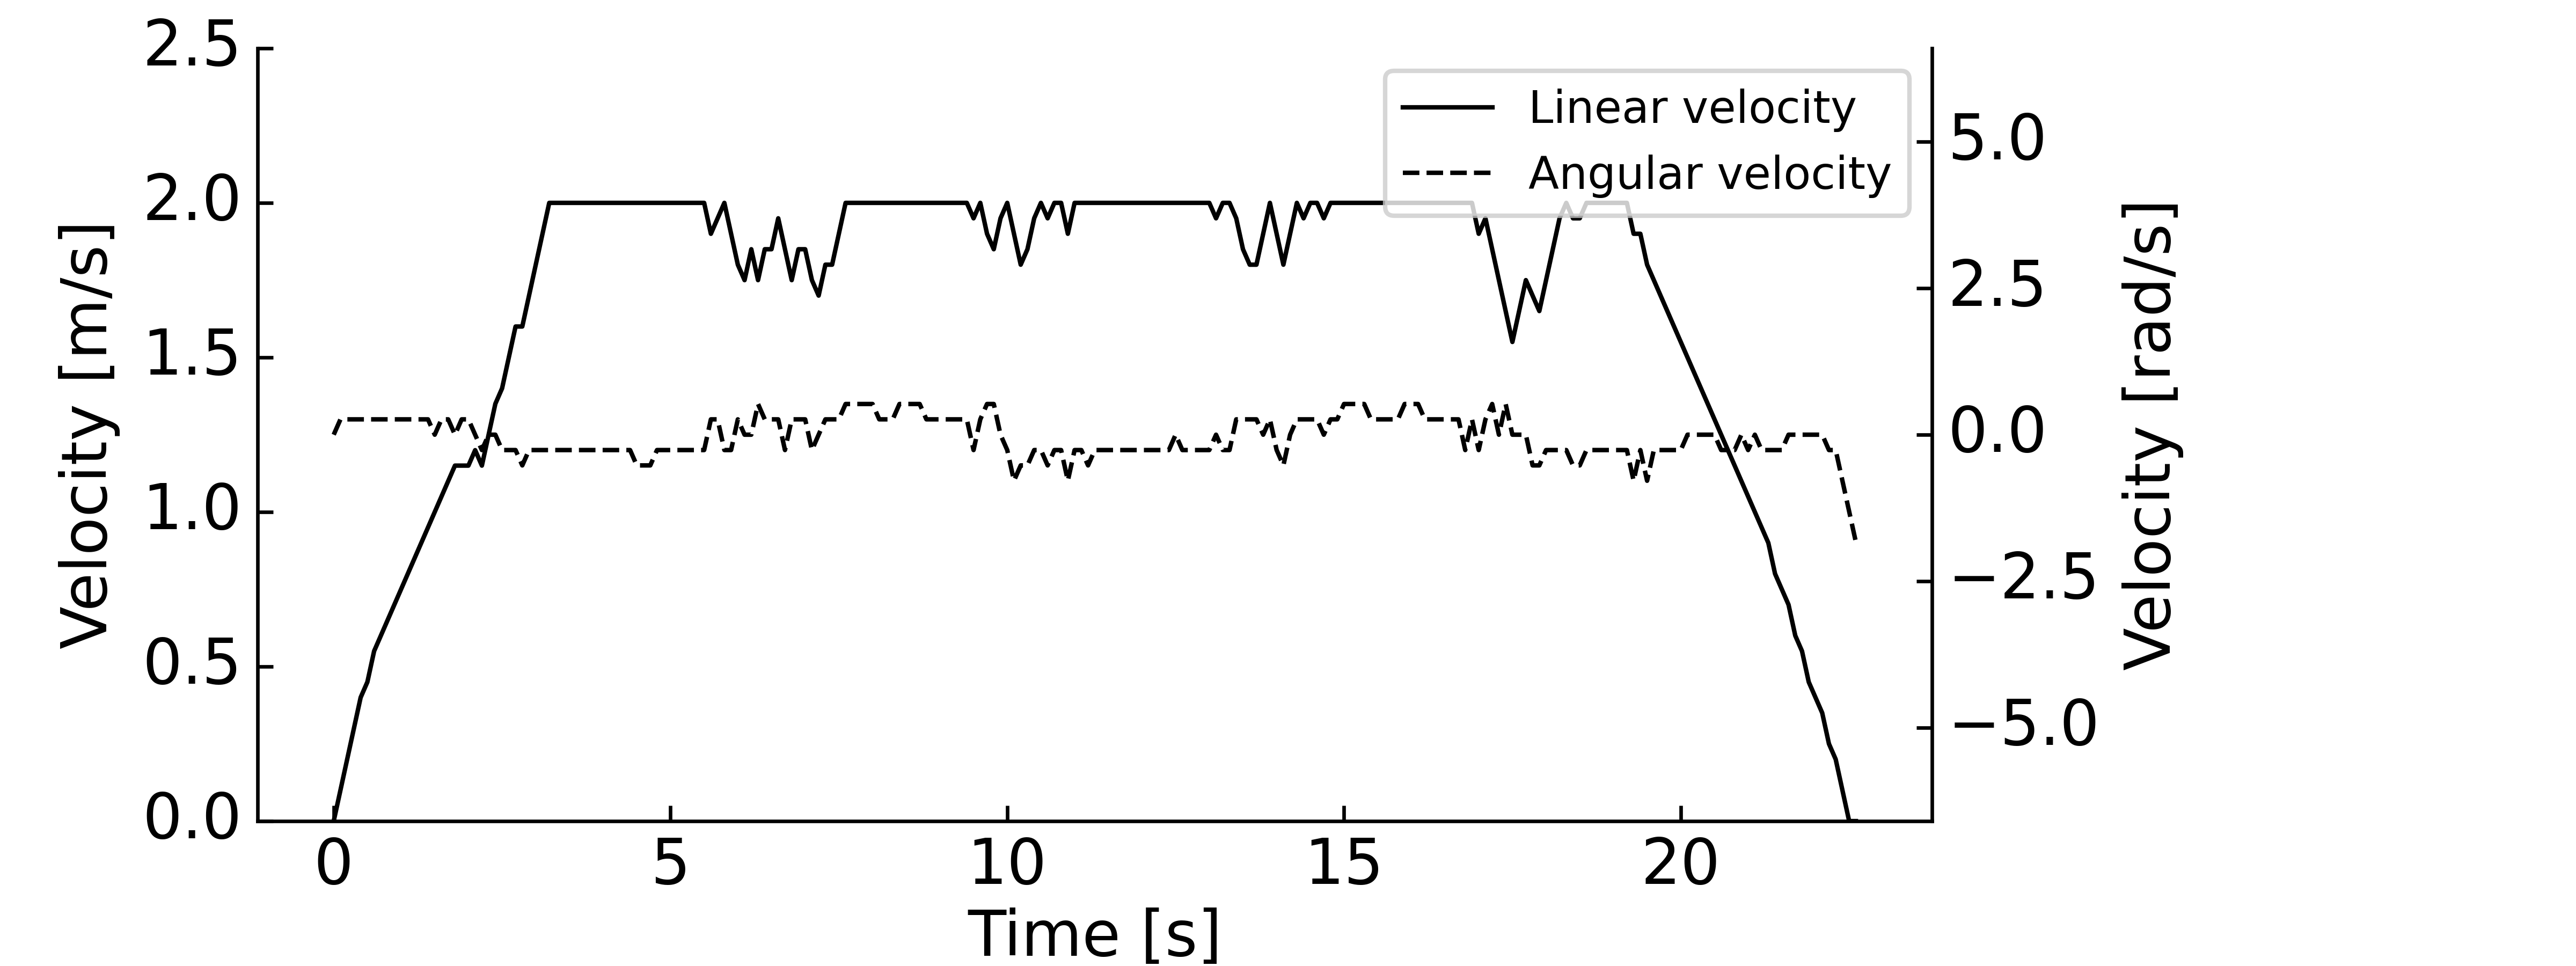 2.5
2.0
1.5
1.0
0.5
0.0
Velocity [m/s]
Linear velocity
Angular velocity
5.0
2.5
0.0
−2.5
−5.0
Velocity [rad/s]
0 5 10 15 20
Time [s]